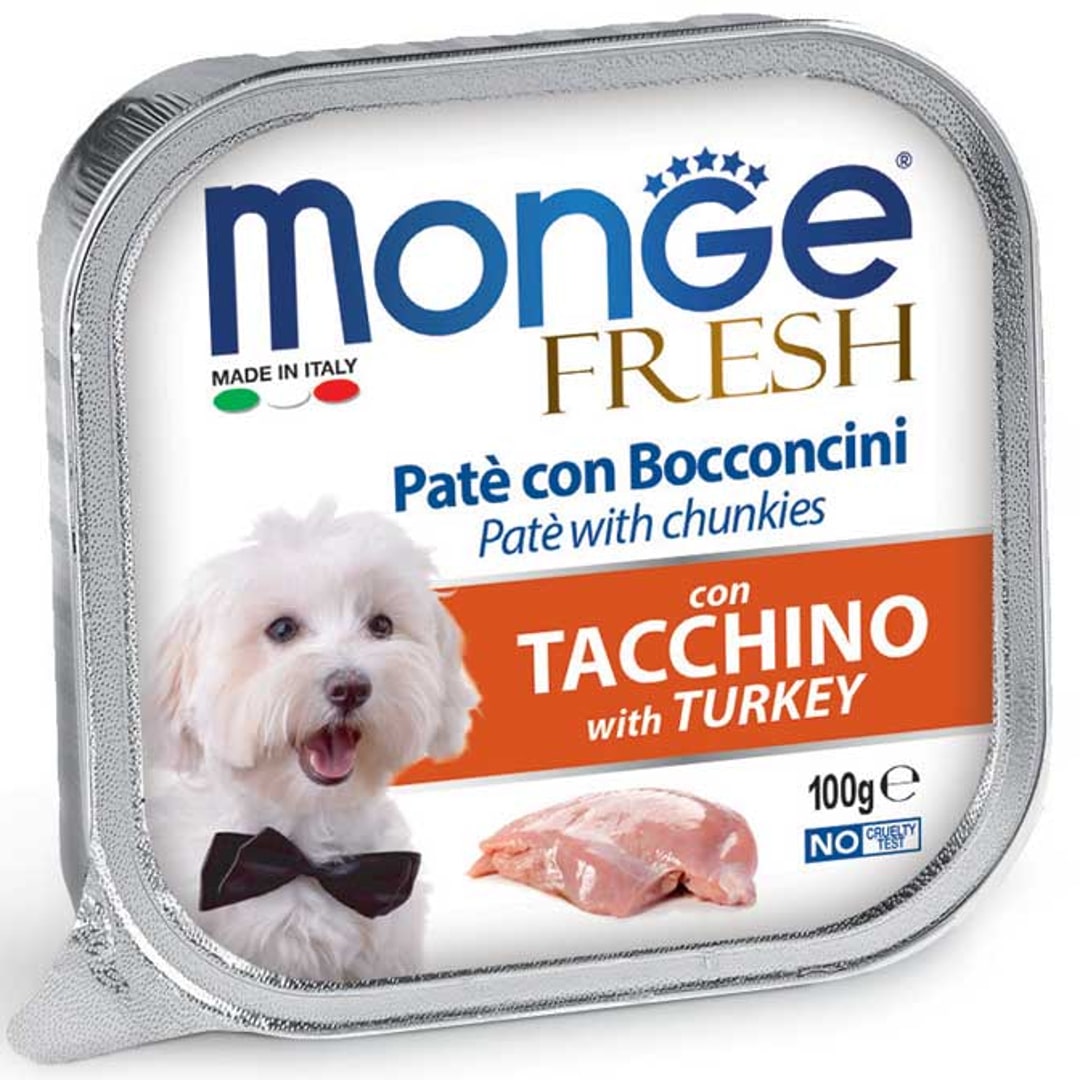 monge®
FRESH
MADE IN ITALY
Patè con Bocconcini
Patè with chunkies
con
TACCHINO
with TURKEY
100g ℮
NO CRUELTY TEST